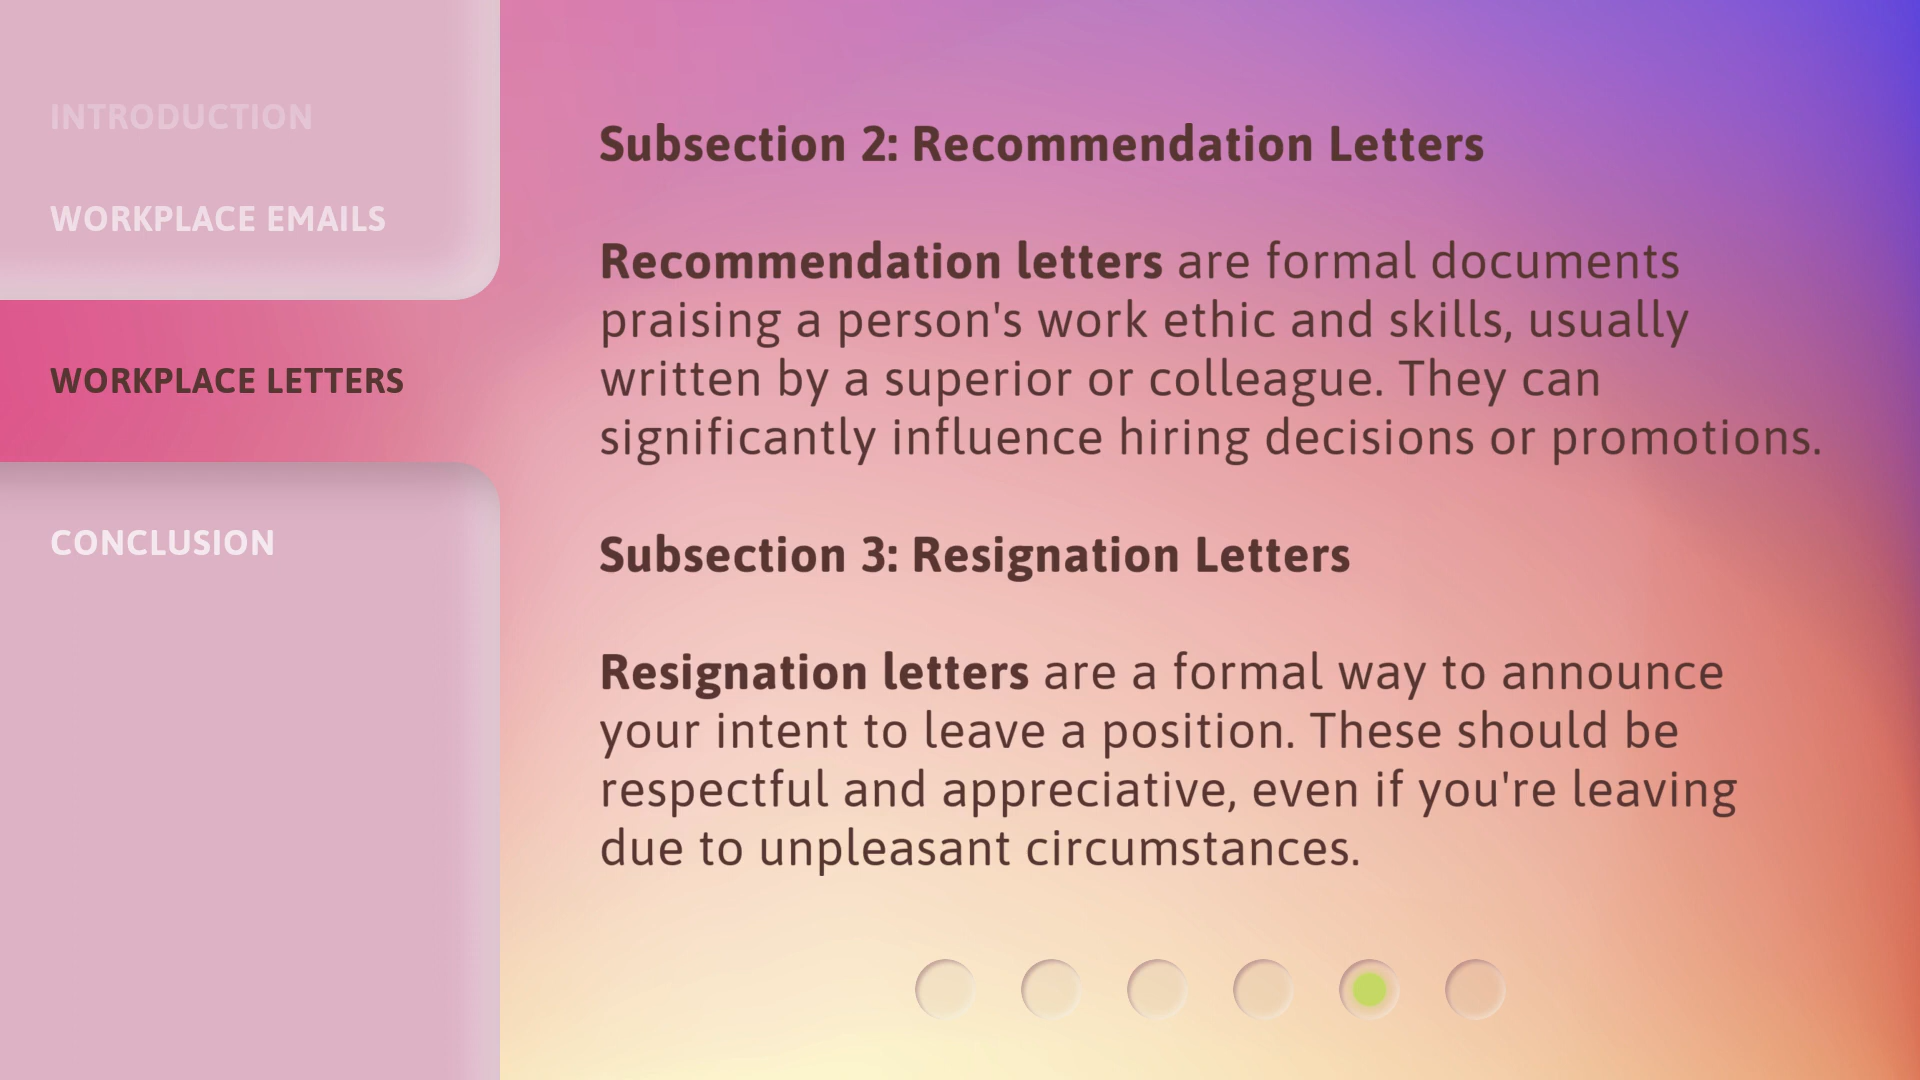 INTRODUCTION
WORKPLACE EMAILS
WORKPLACE LETTERS
CONCLUSION
Subsection 2: Recommendation Letters
Recommendation letters are formal documents
praising a person's work ethic and skills, usually
written by a superior or colleague. They can
significantly influence hiring decisions or promotions.
Subsection 3: Resignation Letters
Resignation letters are a formal way to announce
your intent to leave a position. These should be
respectful and appreciative, even if you're leaving
due to unpleasant circumstances.